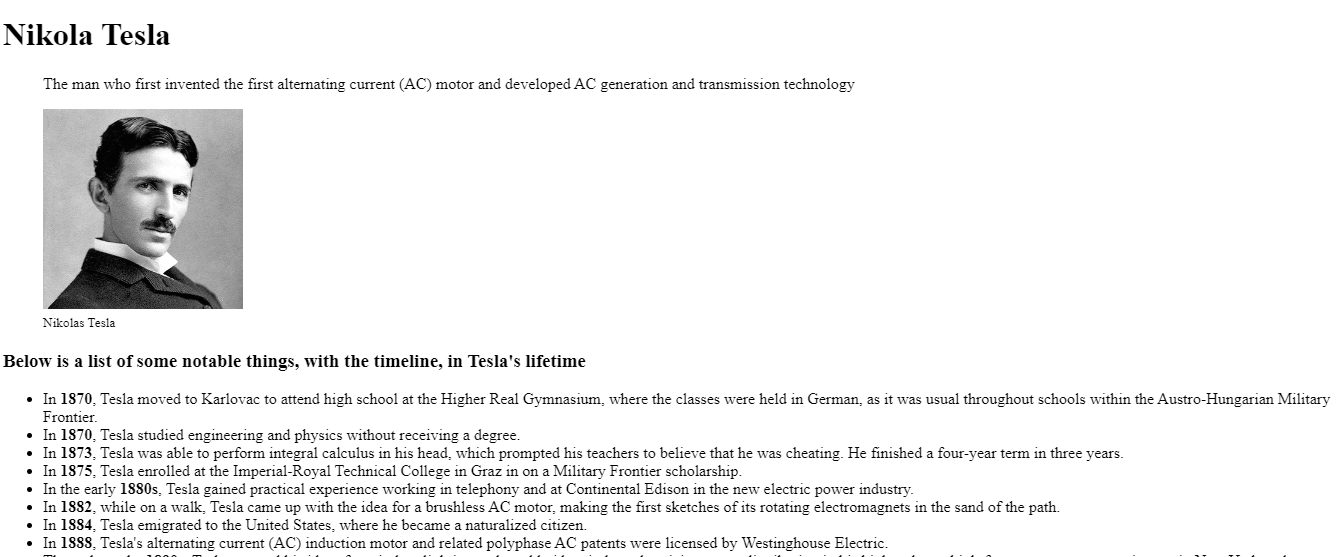 Nikola Tesla
The man who first invented the first alternating current (AC) motor and developed AC generation and transmission technology
Nikolas Tesla
Below is a list of some notable things, with the timeline, in Tesla's lifetime
• In 1870, Tesla moved to Karlovac to attend high school at the Higher Real Gymnasium, where the classes were held in German, as it was usual throughout schools within the Austro-Hungarian Military
Frontier.
• In 1870, Tesla studied engineering and physics without receiving a degree.
• In 1873, Tesla was able to perform integral calculus in his head, which prompted his teachers to believe that he was cheating. He finished a four-year term in three years.
• In 1875, Tesla enrolled at the Imperial-Royal Technical College in Graz in on a Military Frontier scholarship.
• In the early 1880s, Tesla gained practical experience working in telephony and at Continental Edison in the new electric power industry.
• In 1882, while on a walk, Tesla came up with the idea for a brushless AC motor, making the first sketches of its rotating electromagnets in the sand of the path.
• In 1884, Tesla emigrated to the United States, where he became a naturalized citizen.
• In 1888, Tesla's alternating current (AC) induction motor and related polyphase AC patents were licensed by Westinghouse Electric.